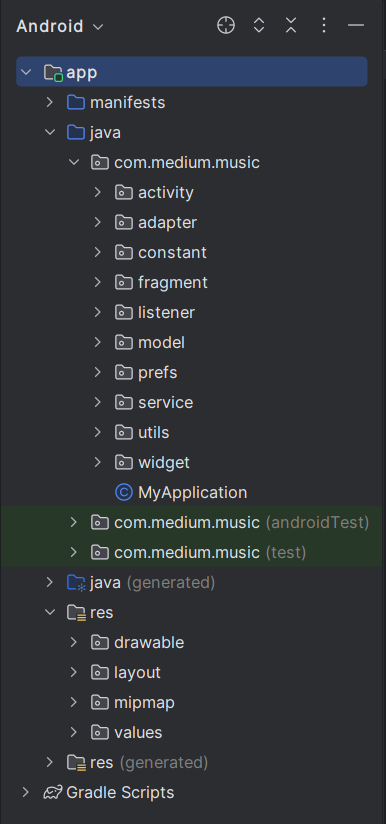 Android
app
manifests
java
com.medium.music
activity
adapter
constant
fragment
listener
model
prefs
service
utils
widget
C MyApplication
com.medium.music (androidTest)
com.medium.music (test)
java (generated)
res
drawable
layout
mipmap
values
res (generated)
Gradle Scripts